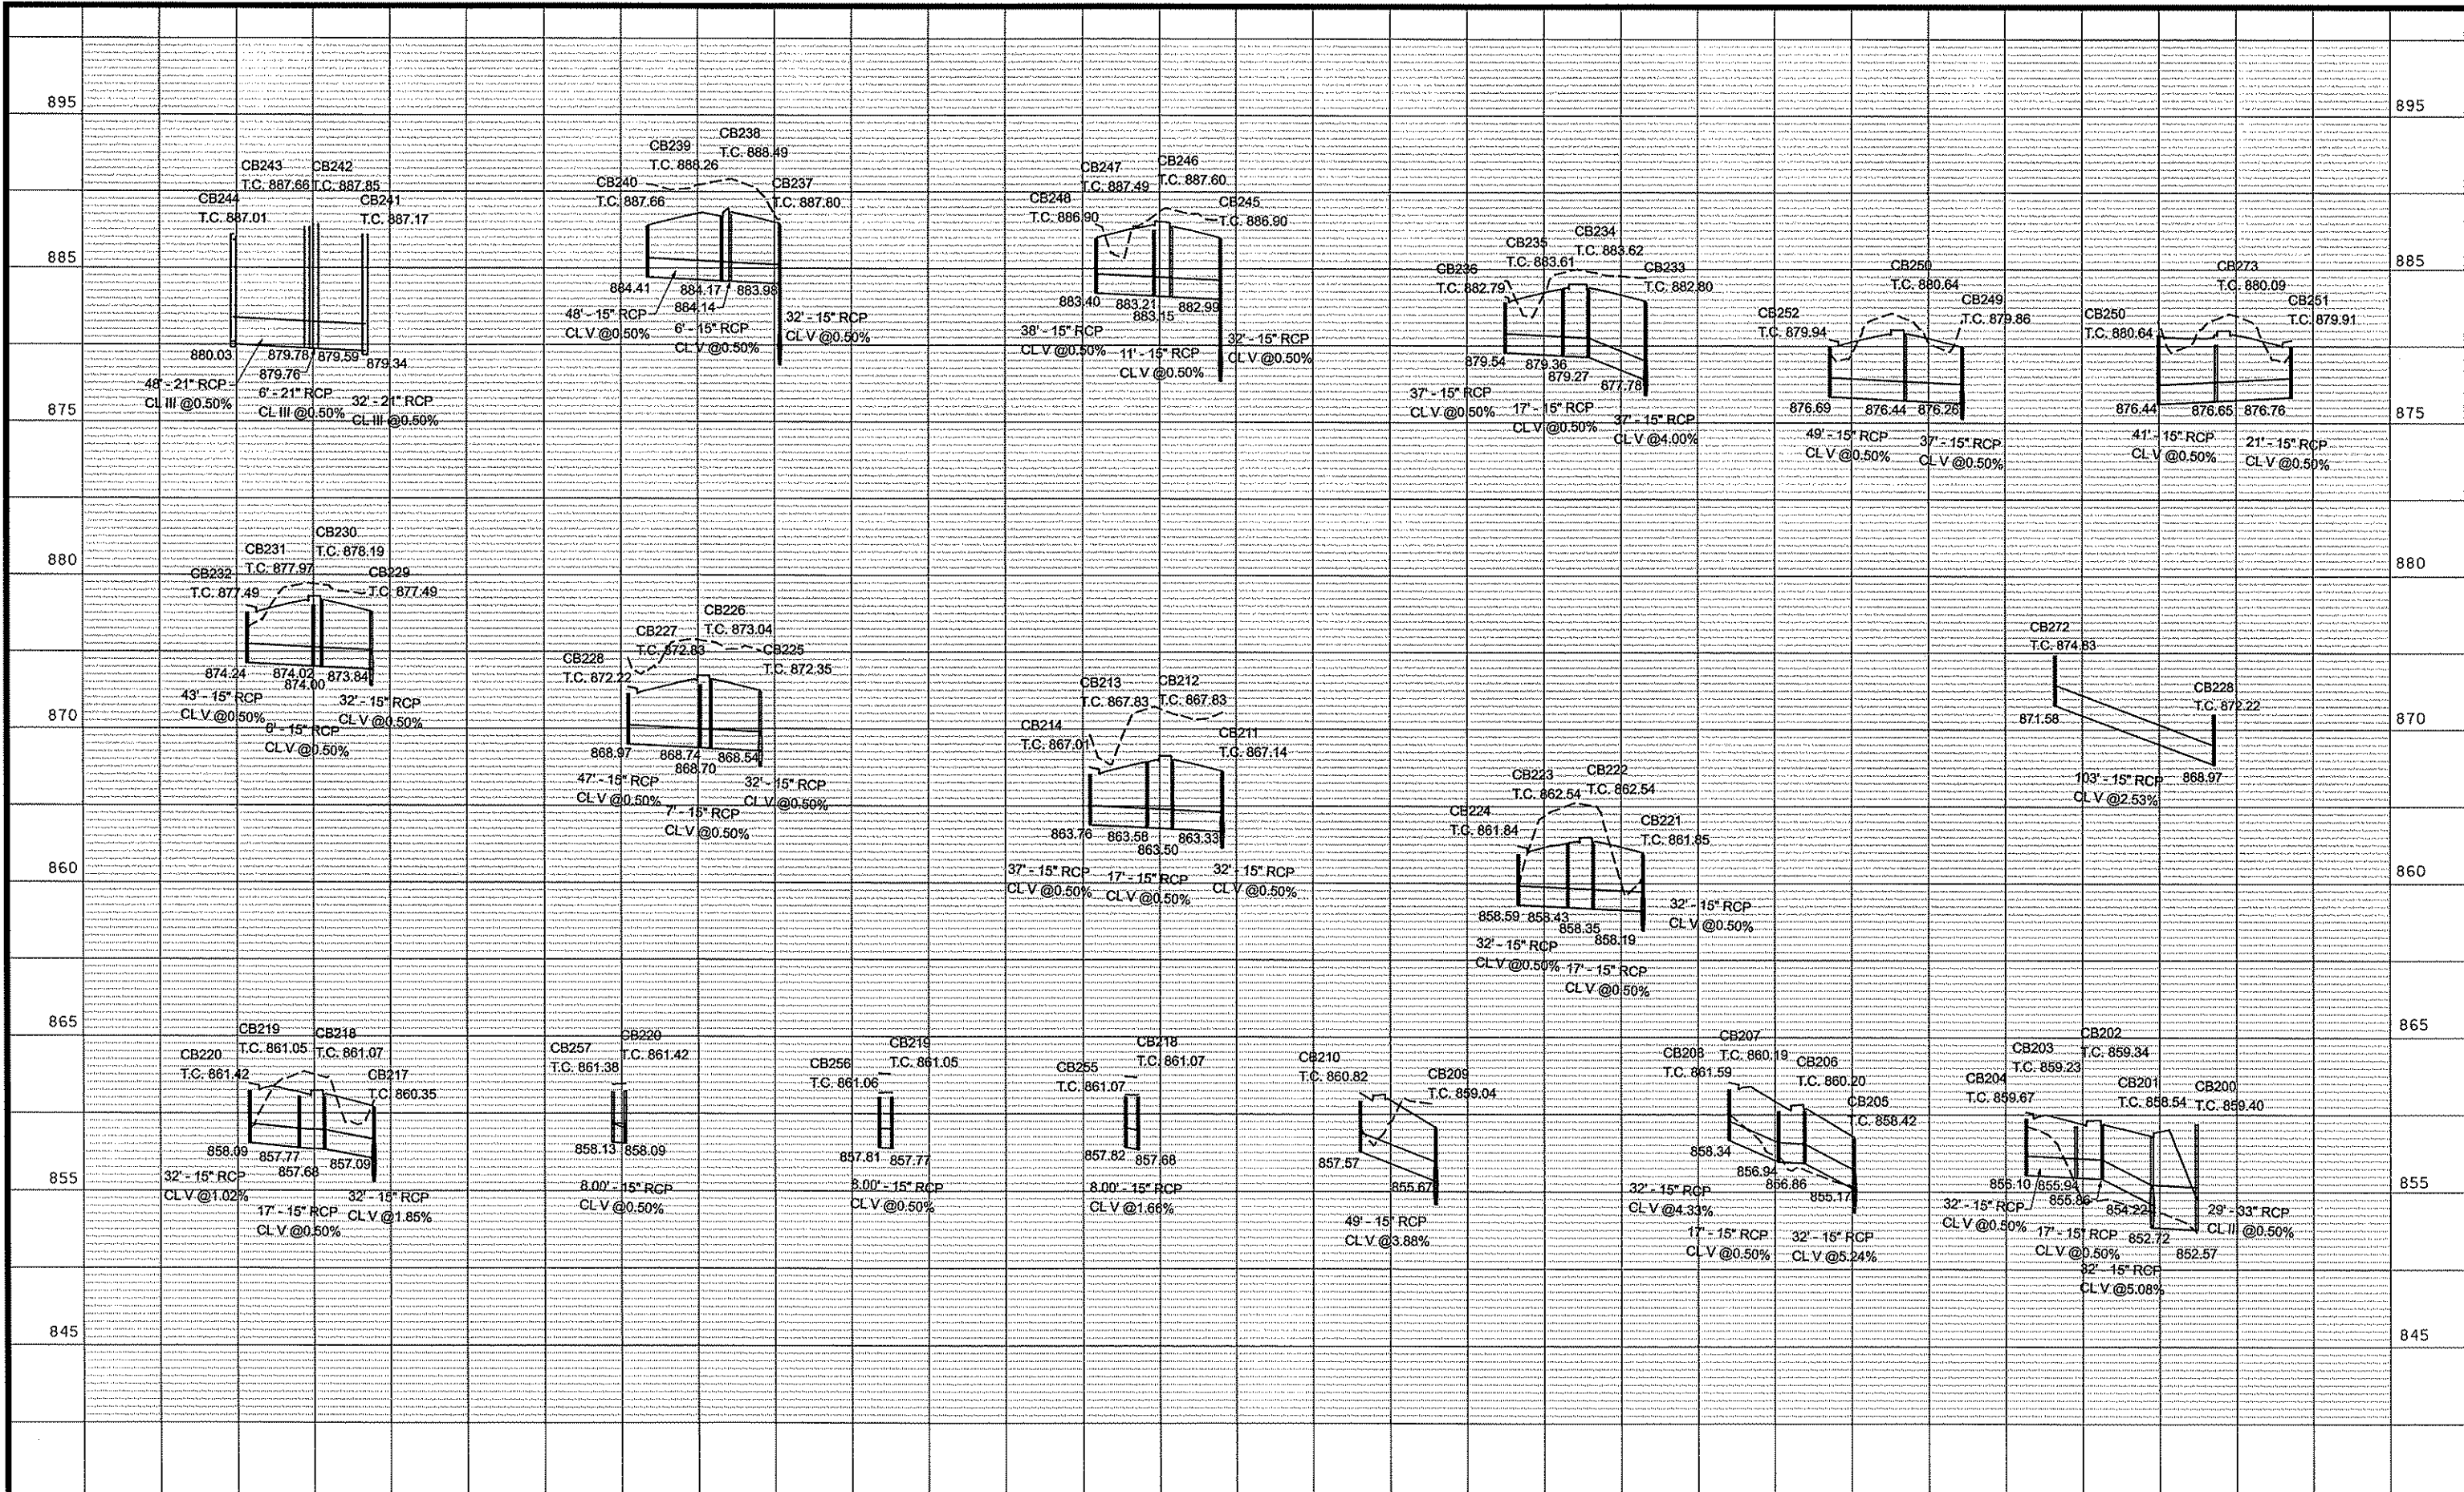 895
895
CB238
T.C. 888.49
CB239
T.C. 888.26
CB240
T.C. 887.66
CB237
T.C. 887.80
884.41
884.17
884.14
883.98
48' - 15" RCP
CL V @0.50%
6' - 15" RCP
CL V @0.50%
32' - 15" RCP
CL V @0.50%
CB243
T.C. 887.66
CB242
T.C. 887.85
CB244
T.C. 887.01
CB241
T.C. 887.17
880.03
879.78
879.76
879.59
879.34
48' - 21" RCP
CL III @0.50%
6' - 21" RCP
CL III @0.50%
32' - 21" RCP
CL III @0.50%
CB247
T.C. 887.49
CB246
T.C. 887.60
CB248
T.C. 886.90
CB245
T.C. 886.90
883.40
883.21
883.15
882.99
38' - 15" RCP
CL V @0.50%
11' - 15" RCP
CL V @0.50%
32' - 15" RCP
CL V @0.50%
CB235
T.C. 883.61
CB234
T.C. 883.62
CB236
T.C. 882.79
CB233
T.C. 882.80
879.54
879.36
879.27
877.78
37' - 15" RCP
CL V @0.50%
17' - 15" RCP
CL V @0.50%
37' - 15" RCP
CL V @4.00%
CB250
T.C. 880.64
CB252
T.C. 879.94
CB249
T.C. 879.86
876.69
876.44
876.26
49' - 15" RCP
CL V @0.50%
37' - 15" RCP
CL V @0.50%
CB273
T.C. 880.09
CB250
T.C. 880.64
CB251
T.C. 879.91
876.44
876.65
876.76
41' - 15" RCP
CL V @0.50%
21' - 15" RCP
CL V @0.50%
885
885
875
875
880
880
CB230
T.C. 878.19
CB231
T.C. 877.97
CB232
T.C. 877.49
CB229
T.C. 877.49
874.24
874.02
874.00
873.84
43' - 15" RCP
CL V @0.50%
6' - 15" RCP
CL V @0.50%
32' - 15" RCP
CL V @0.50%
CB226
T.C. 873.04
CB227
T.C. 872.83
CB228
T.C. 872.22
CB225
T.C. 872.35
868.97
868.74
868.70
868.54
47' - 15" RCP
CL V @0.50%
7' - 15" RCP
CL V @0.50%
32' - 15" RCP
CL V @0.50%
CB213
T.C. 867.83
CB212
T.C. 867.83
CB214
T.C. 867.01
CB211
T.C. 867.14
863.76
863.58
863.50
863.33
37' - 15" RCP
CL V @0.50%
17' - 15" RCP
CL V @0.50%
32' - 15" RCP
CL V @0.50%
CB223
T.C. 862.54
CB222
T.C. 862.54
CB224
T.C. 861.84
CB221
T.C. 861.85
858.59
858.43
858.35
858.19
32' - 15" RCP
CL V @0.50%
17' - 15" RCP
CL V @0.50%
32' - 15" RCP
CL V @0.50%
CB272
T.C. 874.83
CB228
T.C. 872.22
871.58
868.97
103' - 15" RCP
CL V @2.53%
870
870
860
860
865
865
CB219
T.C. 861.05
CB218
T.C. 861.07
CB220
T.C. 861.42
CB217
T.C. 860.35
858.09
857.77
857.68
857.09
32' - 15" RCP
CL V @1.02%
17' - 15" RCP
CL V @0.50%
32' - 15" RCP
CL V @1.85%
CB257
T.C. 861.38
CB220
T.C. 861.42
858.13
858.09
8.00' - 15" RCP
CL V @0.50%
CB256
T.C. 861.06
CB219
T.C. 861.05
857.81
857.77
8.00' - 15" RCP
CL V @0.50%
CB255
T.C. 861.07
CB218
T.C. 861.07
857.82
857.68
8.00' - 15" RCP
CL V @1.66%
CB210
T.C. 860.82
CB209
T.C. 859.04
857.57
855.67
49' - 15" RCP
CL V @3.88%
CB207
T.C. 860.19
CB208
T.C. 861.59
CB206
T.C. 860.20
CB205
T.C. 858.42
858.34
856.94
856.86
855.17
32' - 15" RCP
CL V @4.33%
17' - 15" RCP
CL V @0.50%
32' - 15" RCP
CL V @5.24%
CB202
T.C. 859.34
CB203
T.C. 859.23
CB204
T.C. 859.67
CB201
T.C. 858.54
CB200
T.C. 859.40
855.94
855.86
854.22
852.72
852.57
32' - 15" RCP
CL V @0.50%
17' - 15" RCP
CL V @0.50%
32' - 15" RCP
CL V @5.08%
29' - 33" RCP
CL III @0.50%
855
855
845
845